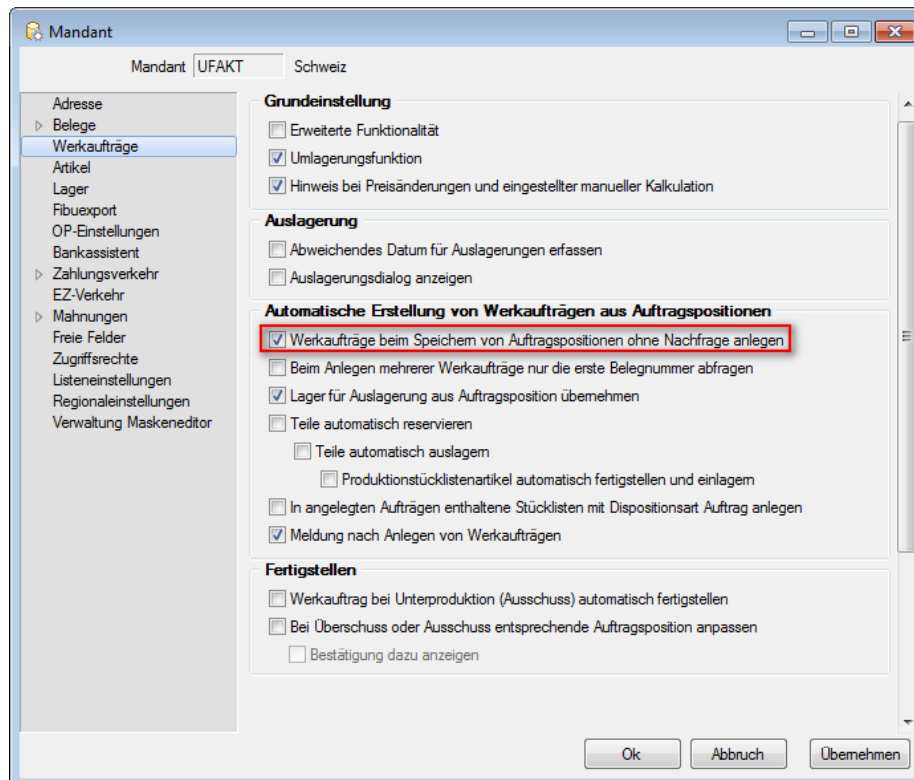 Mandant
Mandant UFAKT Schweiz
Adresse
Belege
Werkaufträge
Artikel
Lager
Fibuexport
OP-Einstellungen
Bankassistent
Zahlungsverkehr
EZ-Verkehr
Mahnungen
Freie Felder
Zugriffsrechte
Listeneinstellungen
Regionaleinstellungen
Verwaltung Maskeneditor
Grundeinstellung
Erweiterte Funktionalität
Umlagerungsfunktion
Hinweis bei Preisänderungen und eingestellter manueller Kalkulation
Auslagerung
Abweichendes Datum für Auslagerungen erfassen
Auslagerungsdialog anzeigen
Automatische Erstellung von Werkaufträgen aus Auftragspositionen
Werkaufträge beim Speichern von Auftragspositionen ohne Nachfrage anlegen
Beim Anlegen mehrerer Werkaufträge nur die erste Belegnummer abfragen
Lager für Auslagerung aus Auftragsposition übernehmen
Teile automatisch reservieren
Teile automatisch auslagern
Produktionstücklistenartikel automatisch fertigstellen und einlagern
In angelegten Aufträgen enthaltene Stücklisten mit Dispositionsart Auftrag anlegen
Meldung nach Anlegen von Werkaufträgen
Fertigstellen
Werkauftrag bei Unterproduktion (Ausschuss) automatisch fertigstellen
Bei Überschuss oder Ausschuss entsprechende Auftragsposition anpassen
Bestätigung dazu anzeigen
Ok Abbruch Übernehmen